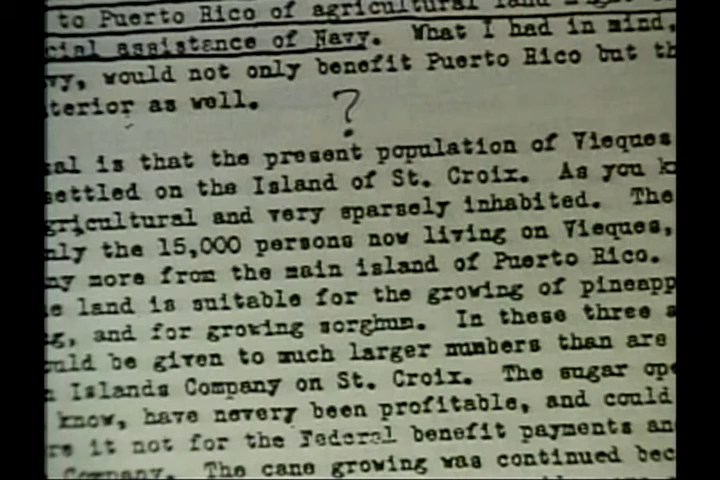 to Puerto Rico of agricultural land
cial assistance of Navy. What I had in mind,
vy, would not only benefit Puerto Rico but th
terior as well.
?
sal is that the present population of Vieques
settled on the Island of St. Croix. As you k
gricultural and very sparsely inhabited. The
nly the 15,000 persons now living on Vieques,
ny more from the main island of Puerto Rico.
e land is suitable for the growing of pineapp
g, and for growing sorghum. In these three a
ould be given to much larger numbers than are
n Islands Company on St. Croix. The sugar ope
know, have nevery been profitable, and could
re it not for the Federal benefit payments an
Company. The cane growing was continued bec